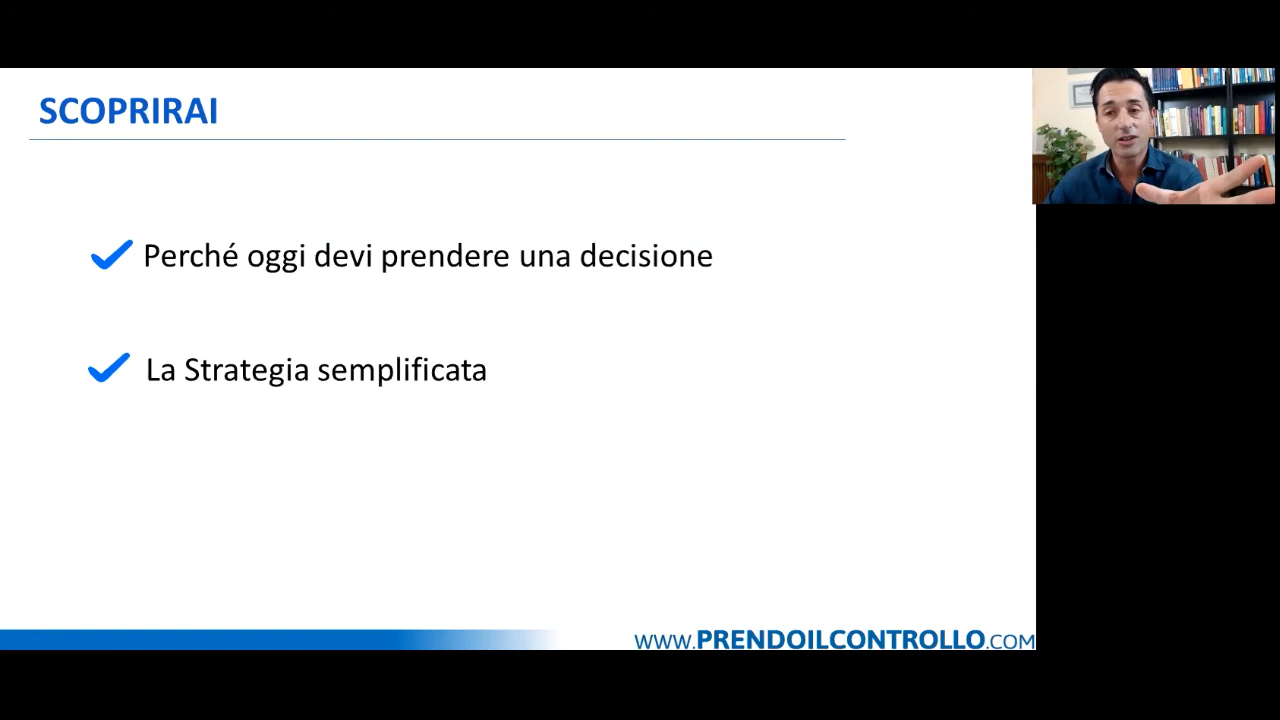 SCOPRIRAI
Perché oggi devi prendere una decisione
La Strategia semplificata
WWW.PRENDOILCONTROLLO.COM